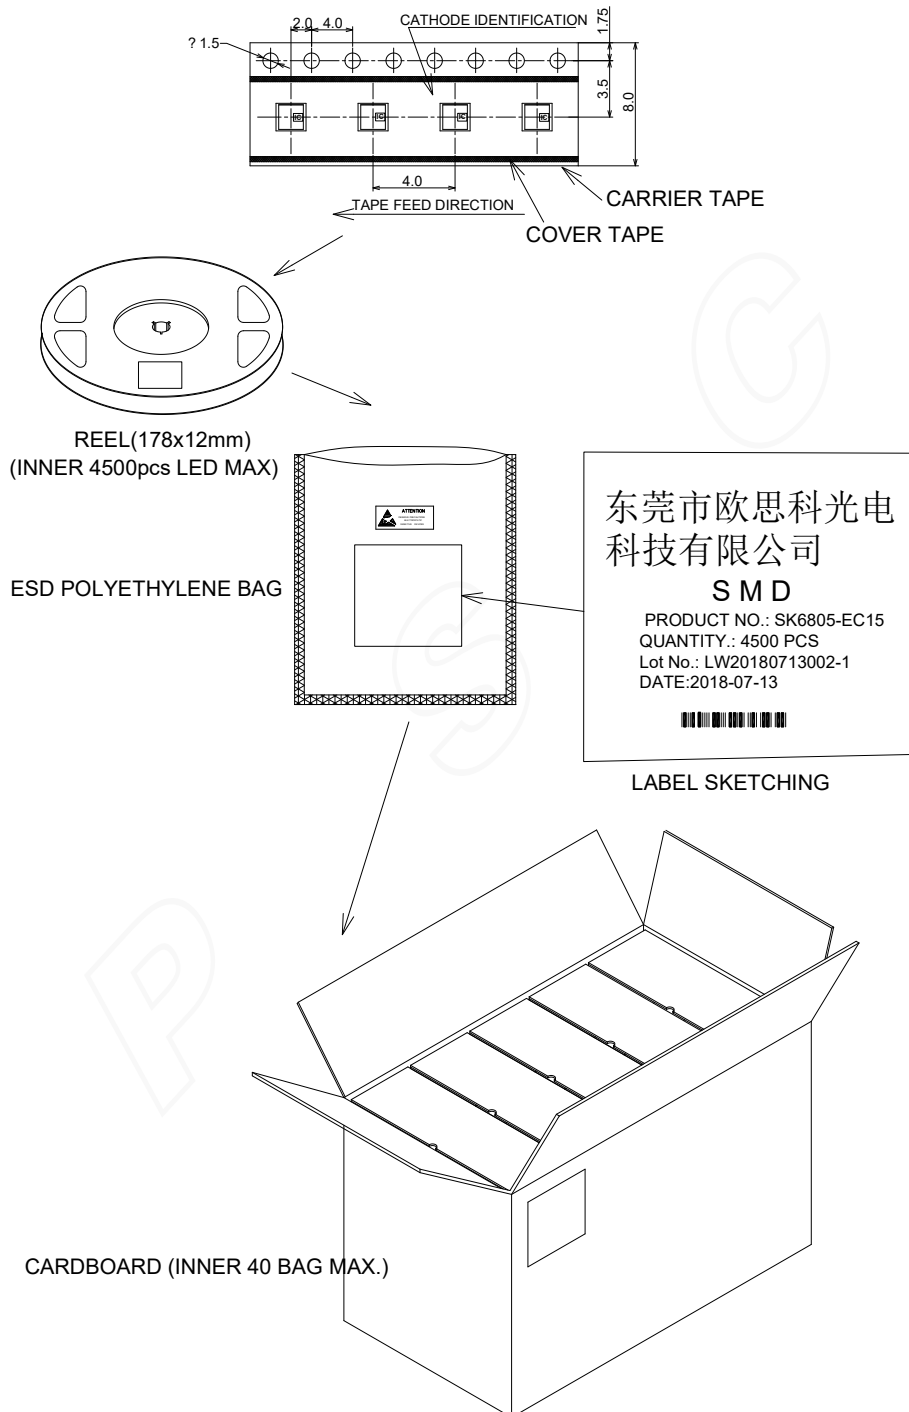 2.0
4.0
CATHODE IDENTIFICATION
1.75
? 1.5
3.5
8.0
4.0
TAPE FEED DIRECTION
CARRIER TAPE
COVER TAPE
REEL(178x12mm)
(INNER 4500pcs LED MAX)
ATTENTION
ESD POLYETHYLENE BAG
东莞市欧思科光电
科技有限公司
S M D
PRODUCT NO.: SK6805-EC15
QUANTITY.: 4500 PCS
Lot No.: LW20180713002-1
DATE:2018-07-13
LABEL SKETCHING
CARDBOARD (INNER 40 BAG MAX.)
P S C